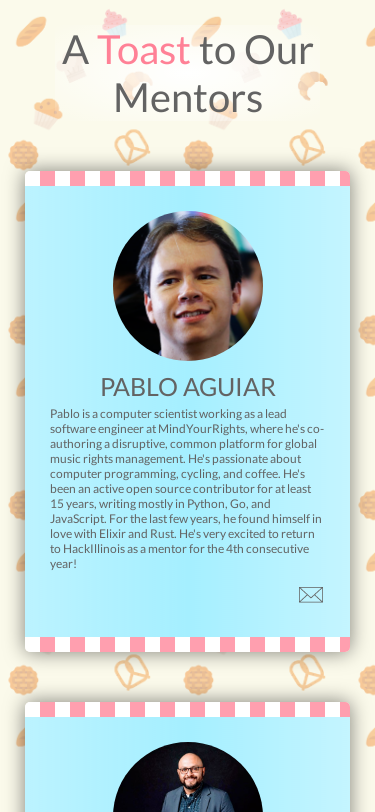 A Toast to Our
Mentors
PABLO AGUIAR
Pablo is a computer scientist working as a lead
software engineer at MindYourRights, where he's co-
authoring a disruptive, common platform for global
music rights management. He's passionate about
computer programming, cycling, and coffee. He's
been an active open source contributor for at least
15 years, writing mostly in Python, Go, and
JavaScript. For the last few years, he found himself in
love with Elixir and Rust. He's very excited to return
to HackIllinois as a mentor for the 4th consecutive
year!